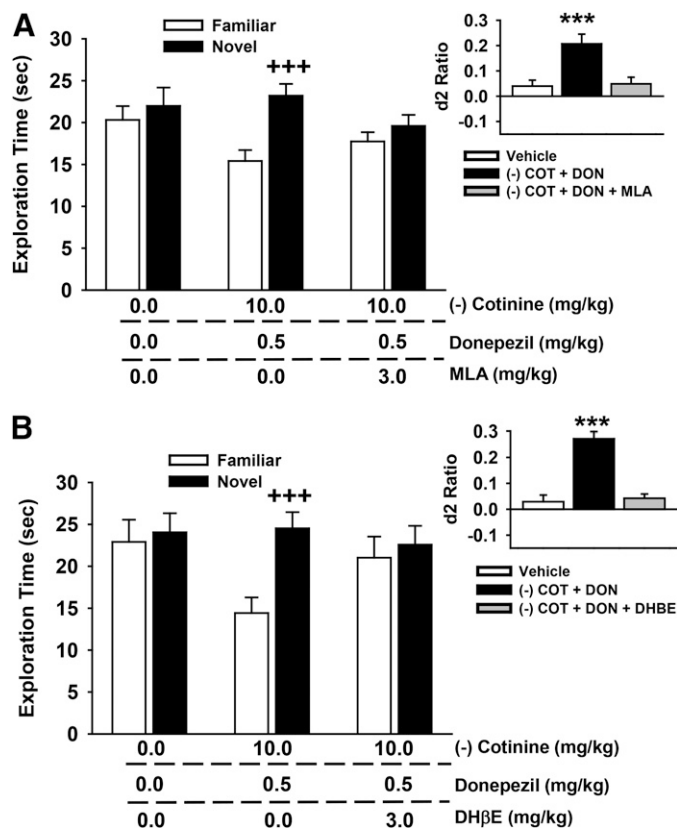 A
Familiar
Novel
Exploration Time (sec)
30
25
20
15
10
5
0
+++
d2 Ratio
0.3
0.2
0.1
0.0
-0.1
***
Vehicle
(-) COT + DON
(-) COT + DON + MLA
0.0 10.0 10.0 (-) Cotinine (mg/kg)
0.0 0.5 0.5 Donepezil (mg/kg)
0.0 0.0 3.0 MLA (mg/kg)
B
Familiar
Novel
Exploration Time (sec)
30
25
20
15
10
5
0
+++
d2 Ratio
0.3
0.2
0.1
0.0
-0.1
***
Vehicle
(-) COT + DON
(-) COT + DON + DHBE
0.0 10.0 10.0 (-) Cotinine (mg/kg)
0.0 0.5 0.5 Donepezil (mg/kg)
0.0 0.0 3.0 DHβE (mg/kg)